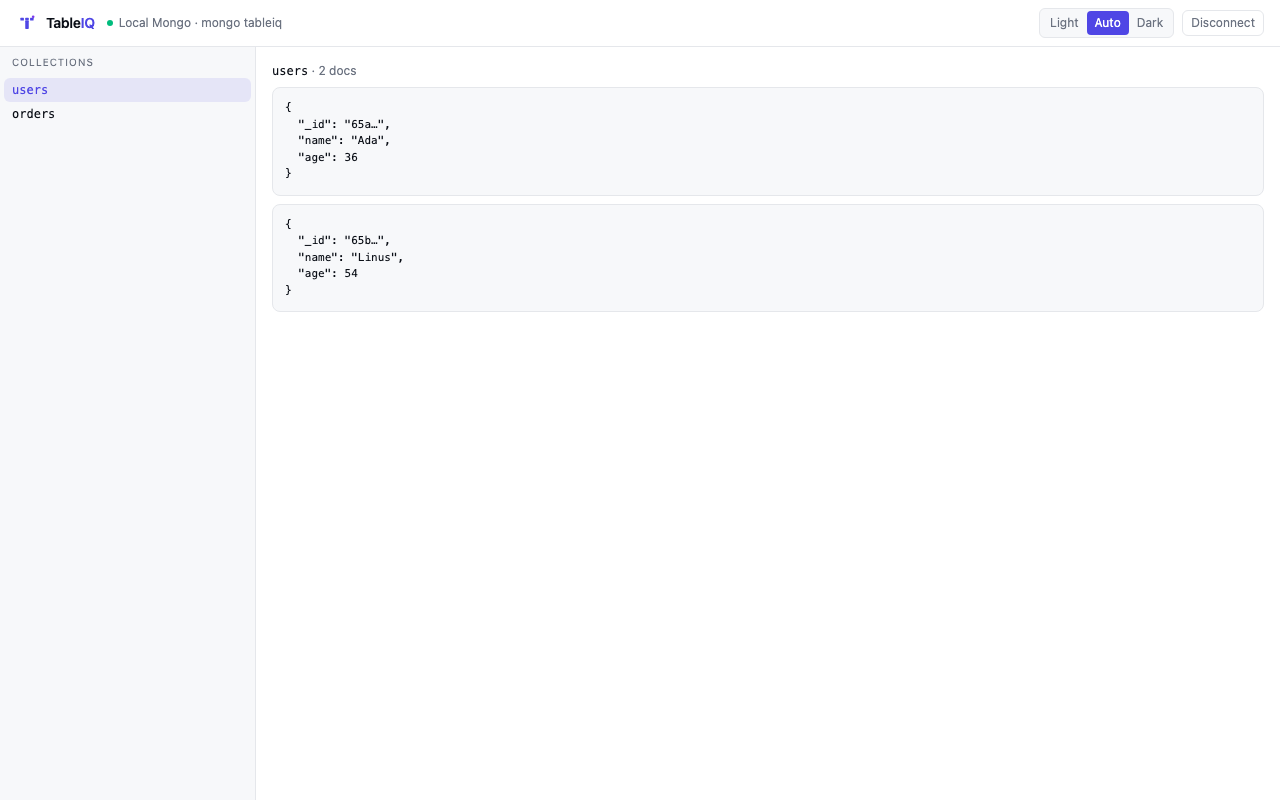 TableIQ Local Mongo · mongo tableiq Light Auto Dark Disconnect
COLLECTIONS
users
orders
users · 2 docs
{
  "_id": "65a…",
  "name": "Ada",
  "age": 36
}
{
  "_id": "65b…",
  "name": "Linus",
  "age": 54
}